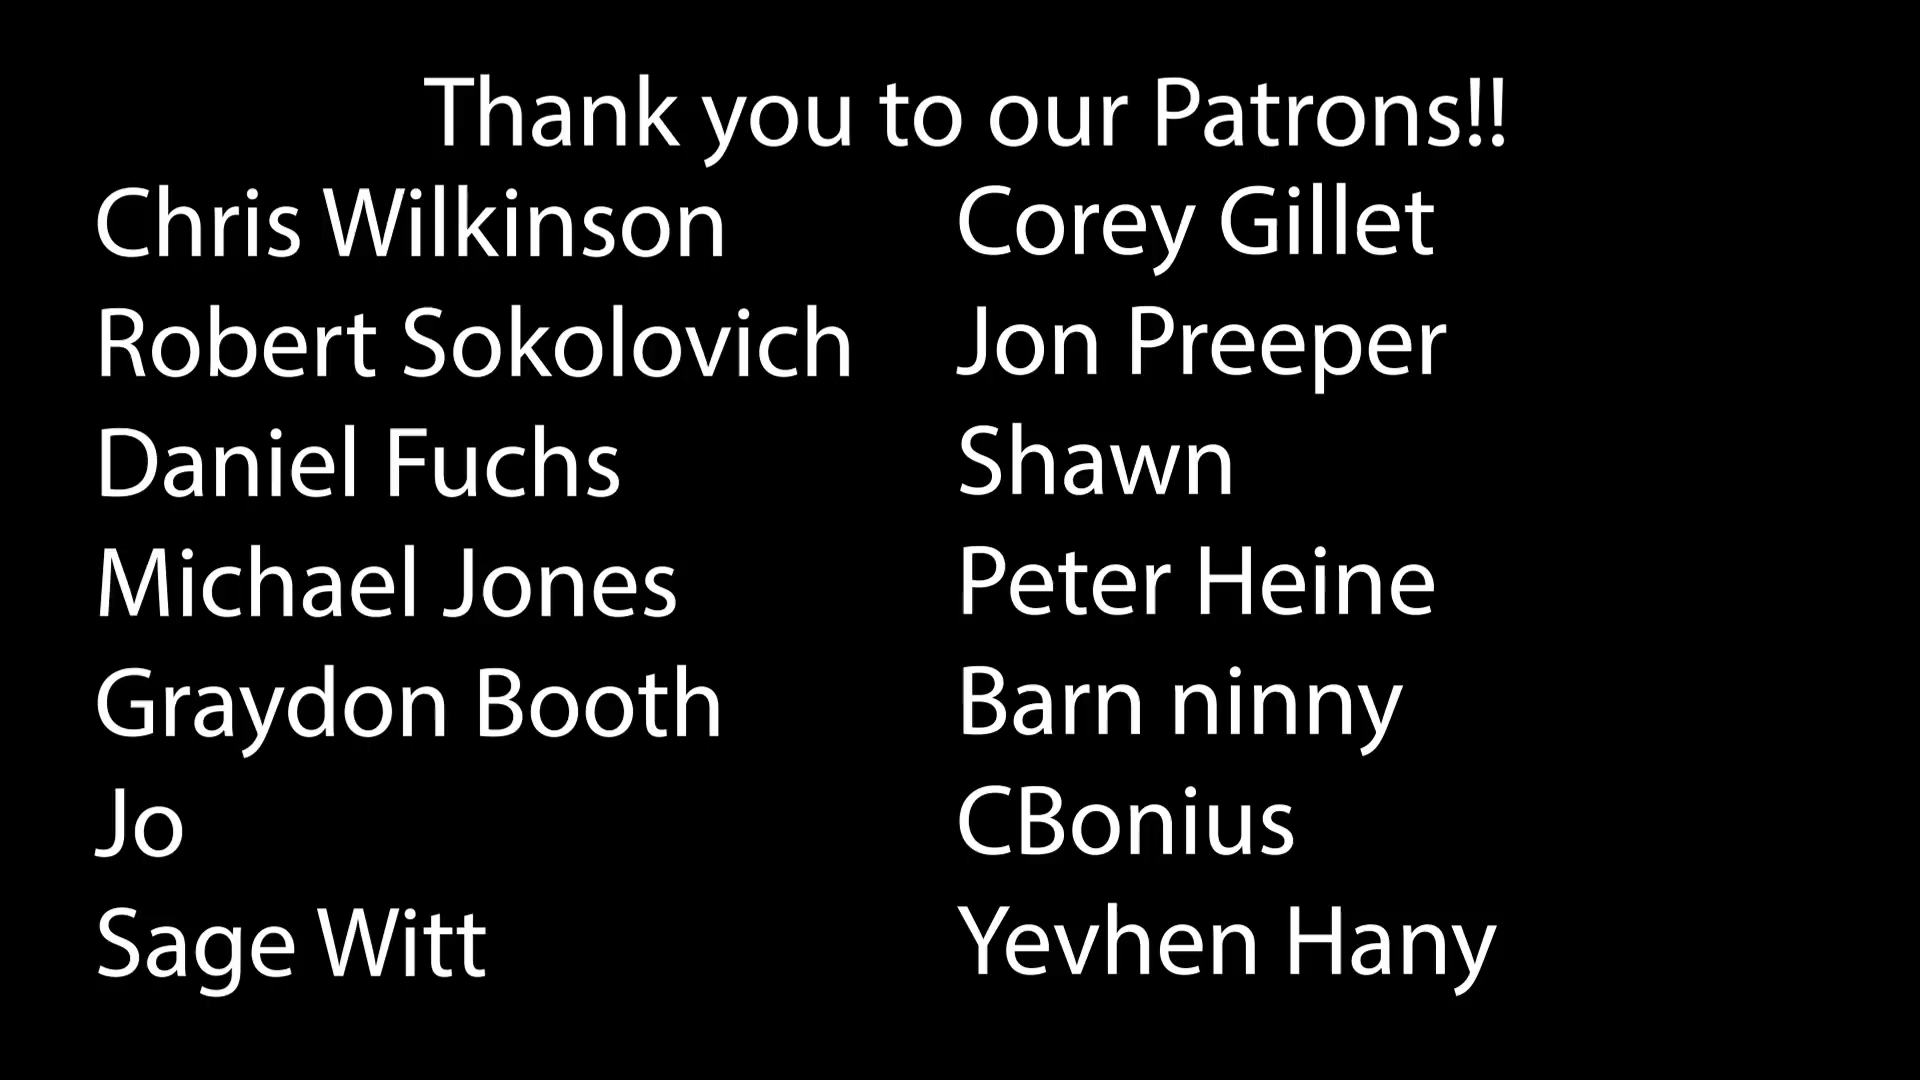 Thank you to our Patrons!!
Chris Wilkinson
Robert Sokolovich
Daniel Fuchs
Michael Jones
Graydon Booth
Jo
Sage Witt
Corey Gillet
Jon Preeper
Shawn
Peter Heine
Barn ninny
CBonius
Yevhen Hany